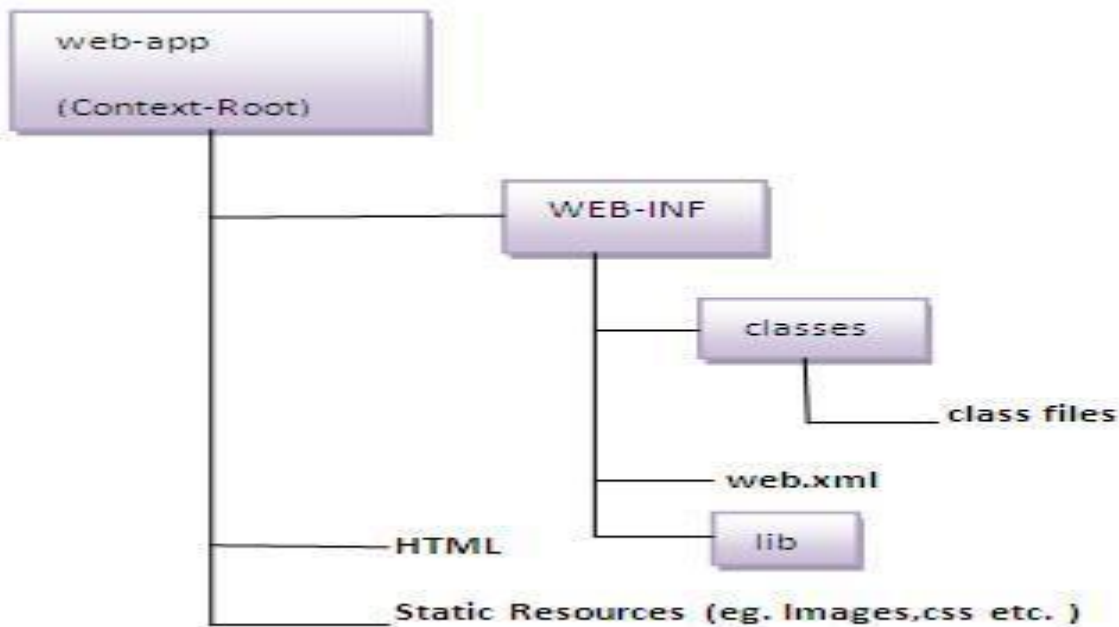 web-app
(Context-Root)
WEB-INF
classes
class files
web.xml
lib
HTML
Static Resources (eg. Images,css etc. )